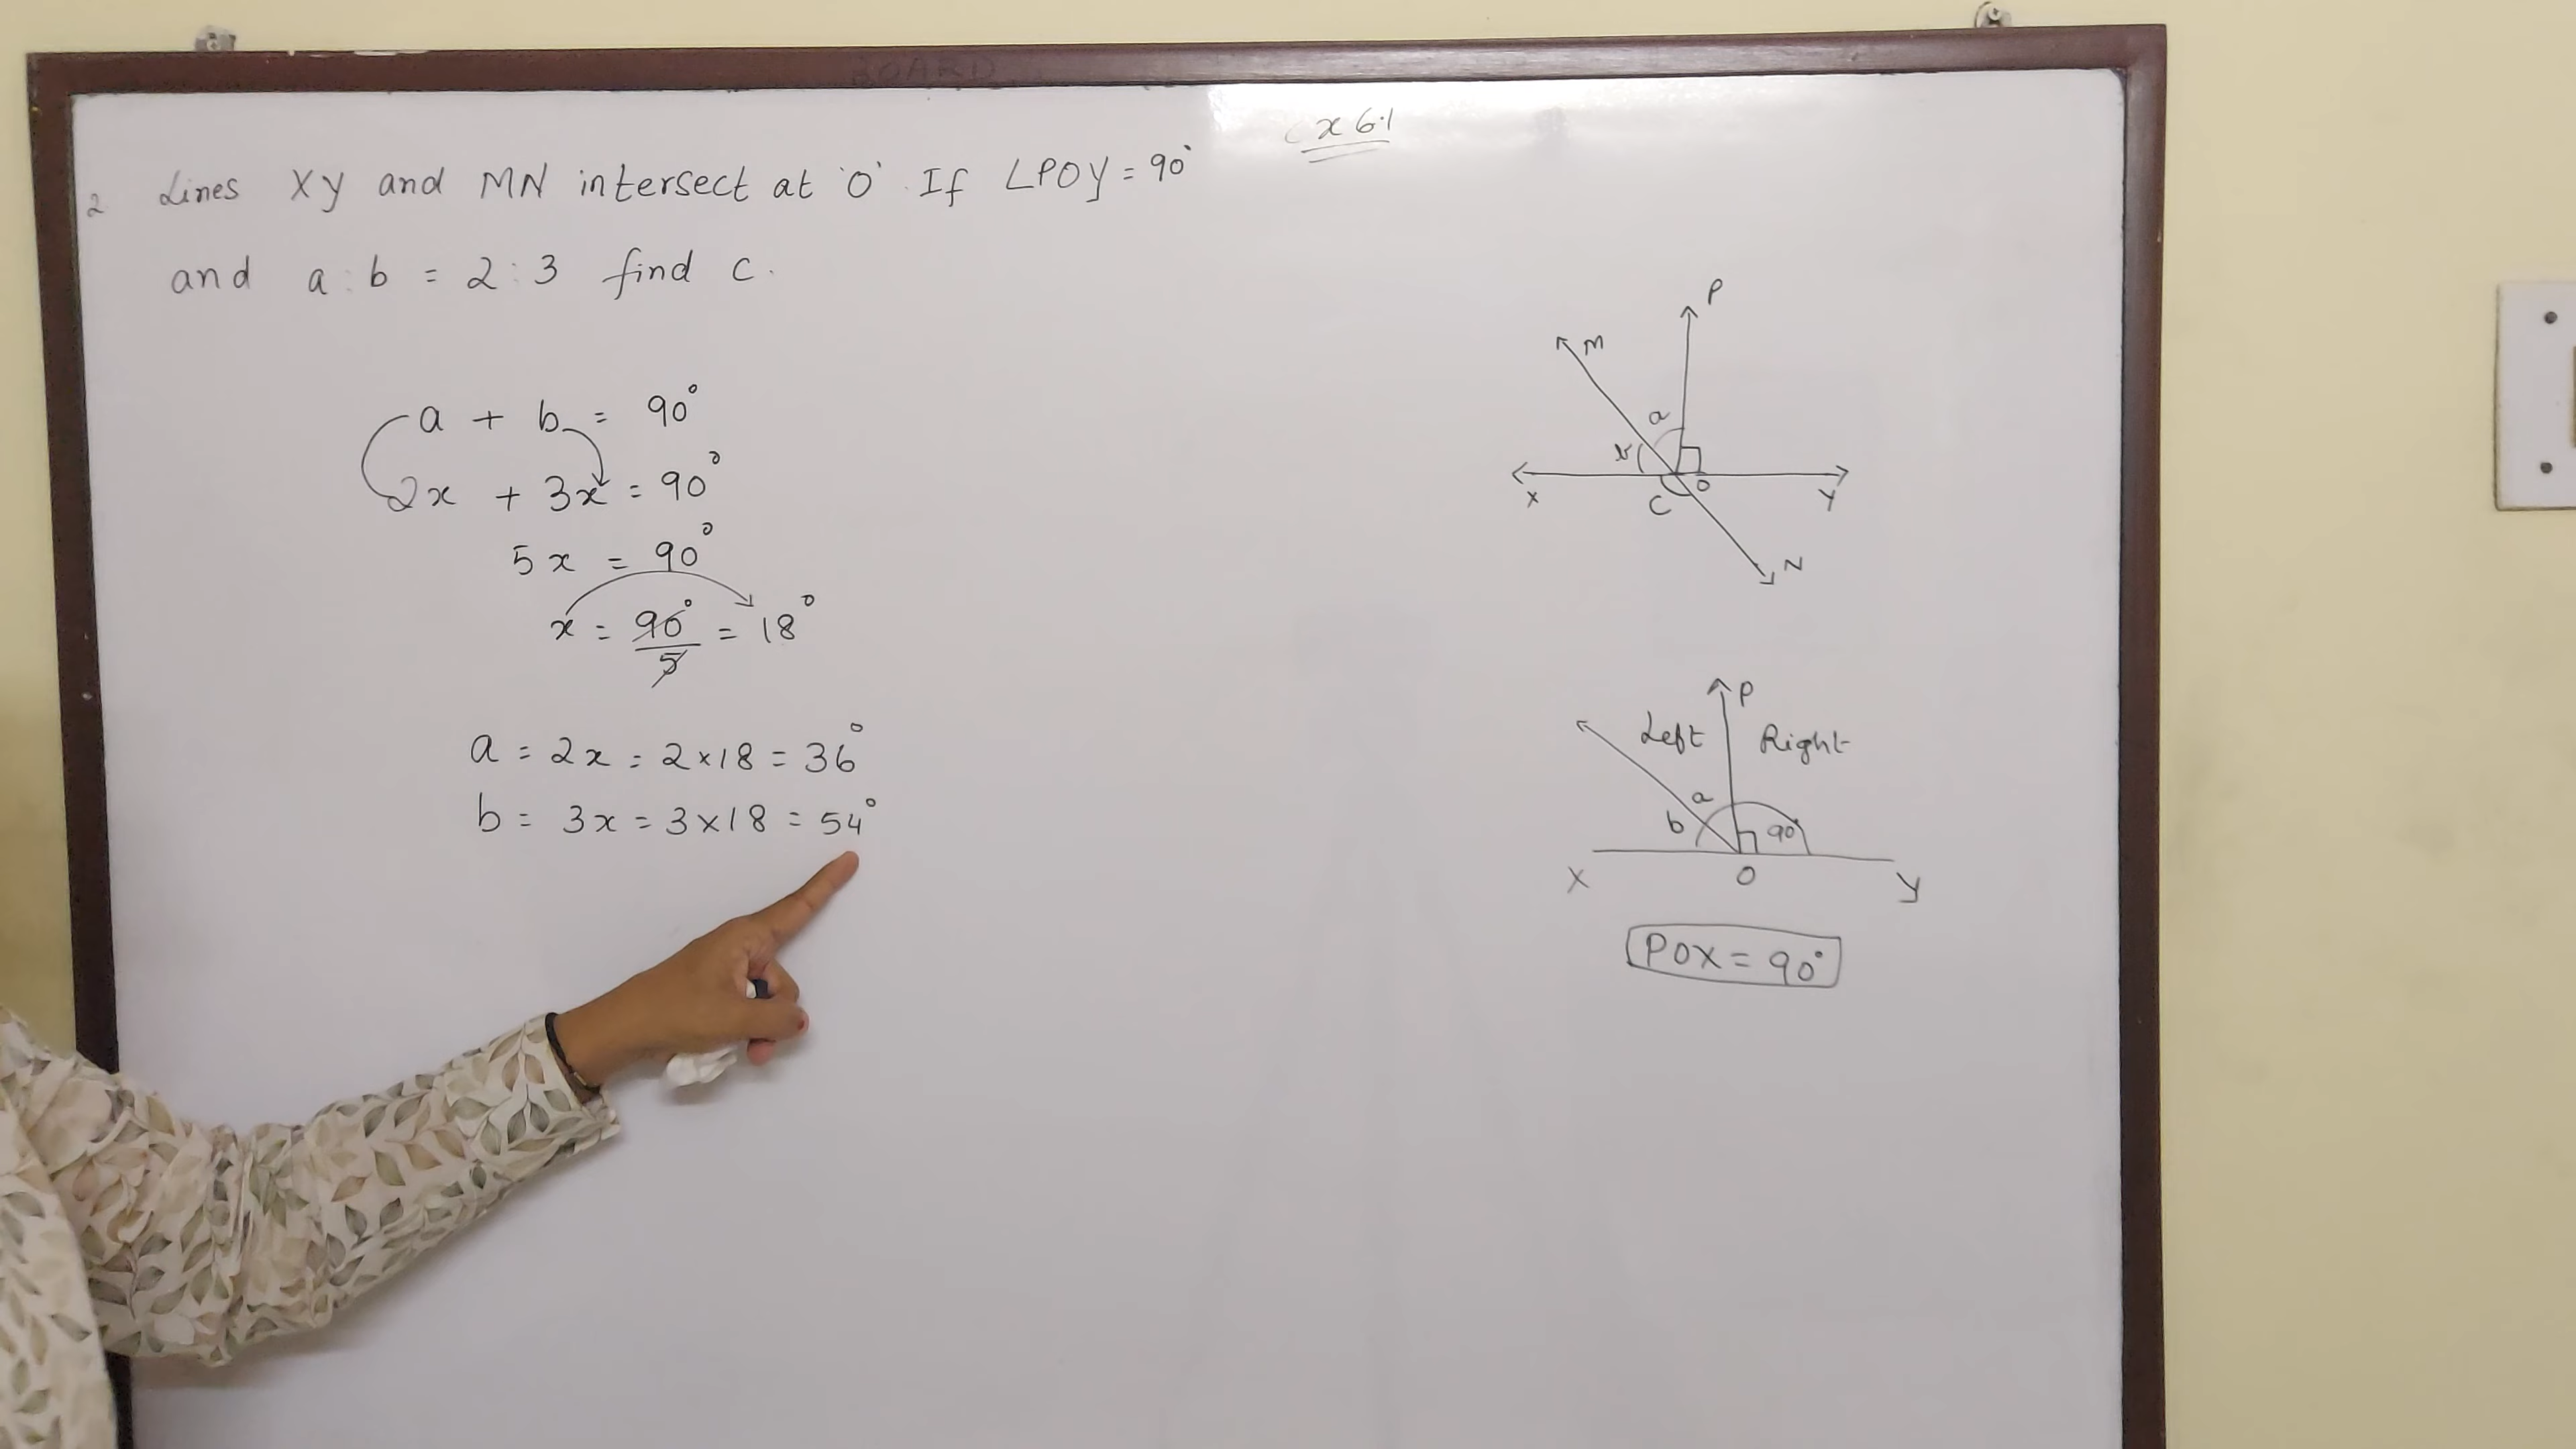 BOARD
x 6.1
2 Lines XY and MN intersect at 'O'. If ∠POY = 90°
and a : b = 2 : 3 find c.
a + b = 90°
2x + 3x = 90°
5x = 90°
x = 90°/5 = 18°
a = 2x = 2×18 = 36°
b = 3x = 3×18 = 54°
P
M
a
b
X
C
O
Y
N
P
Left Right
a
b
90°
X
O
Y
POX = 90°